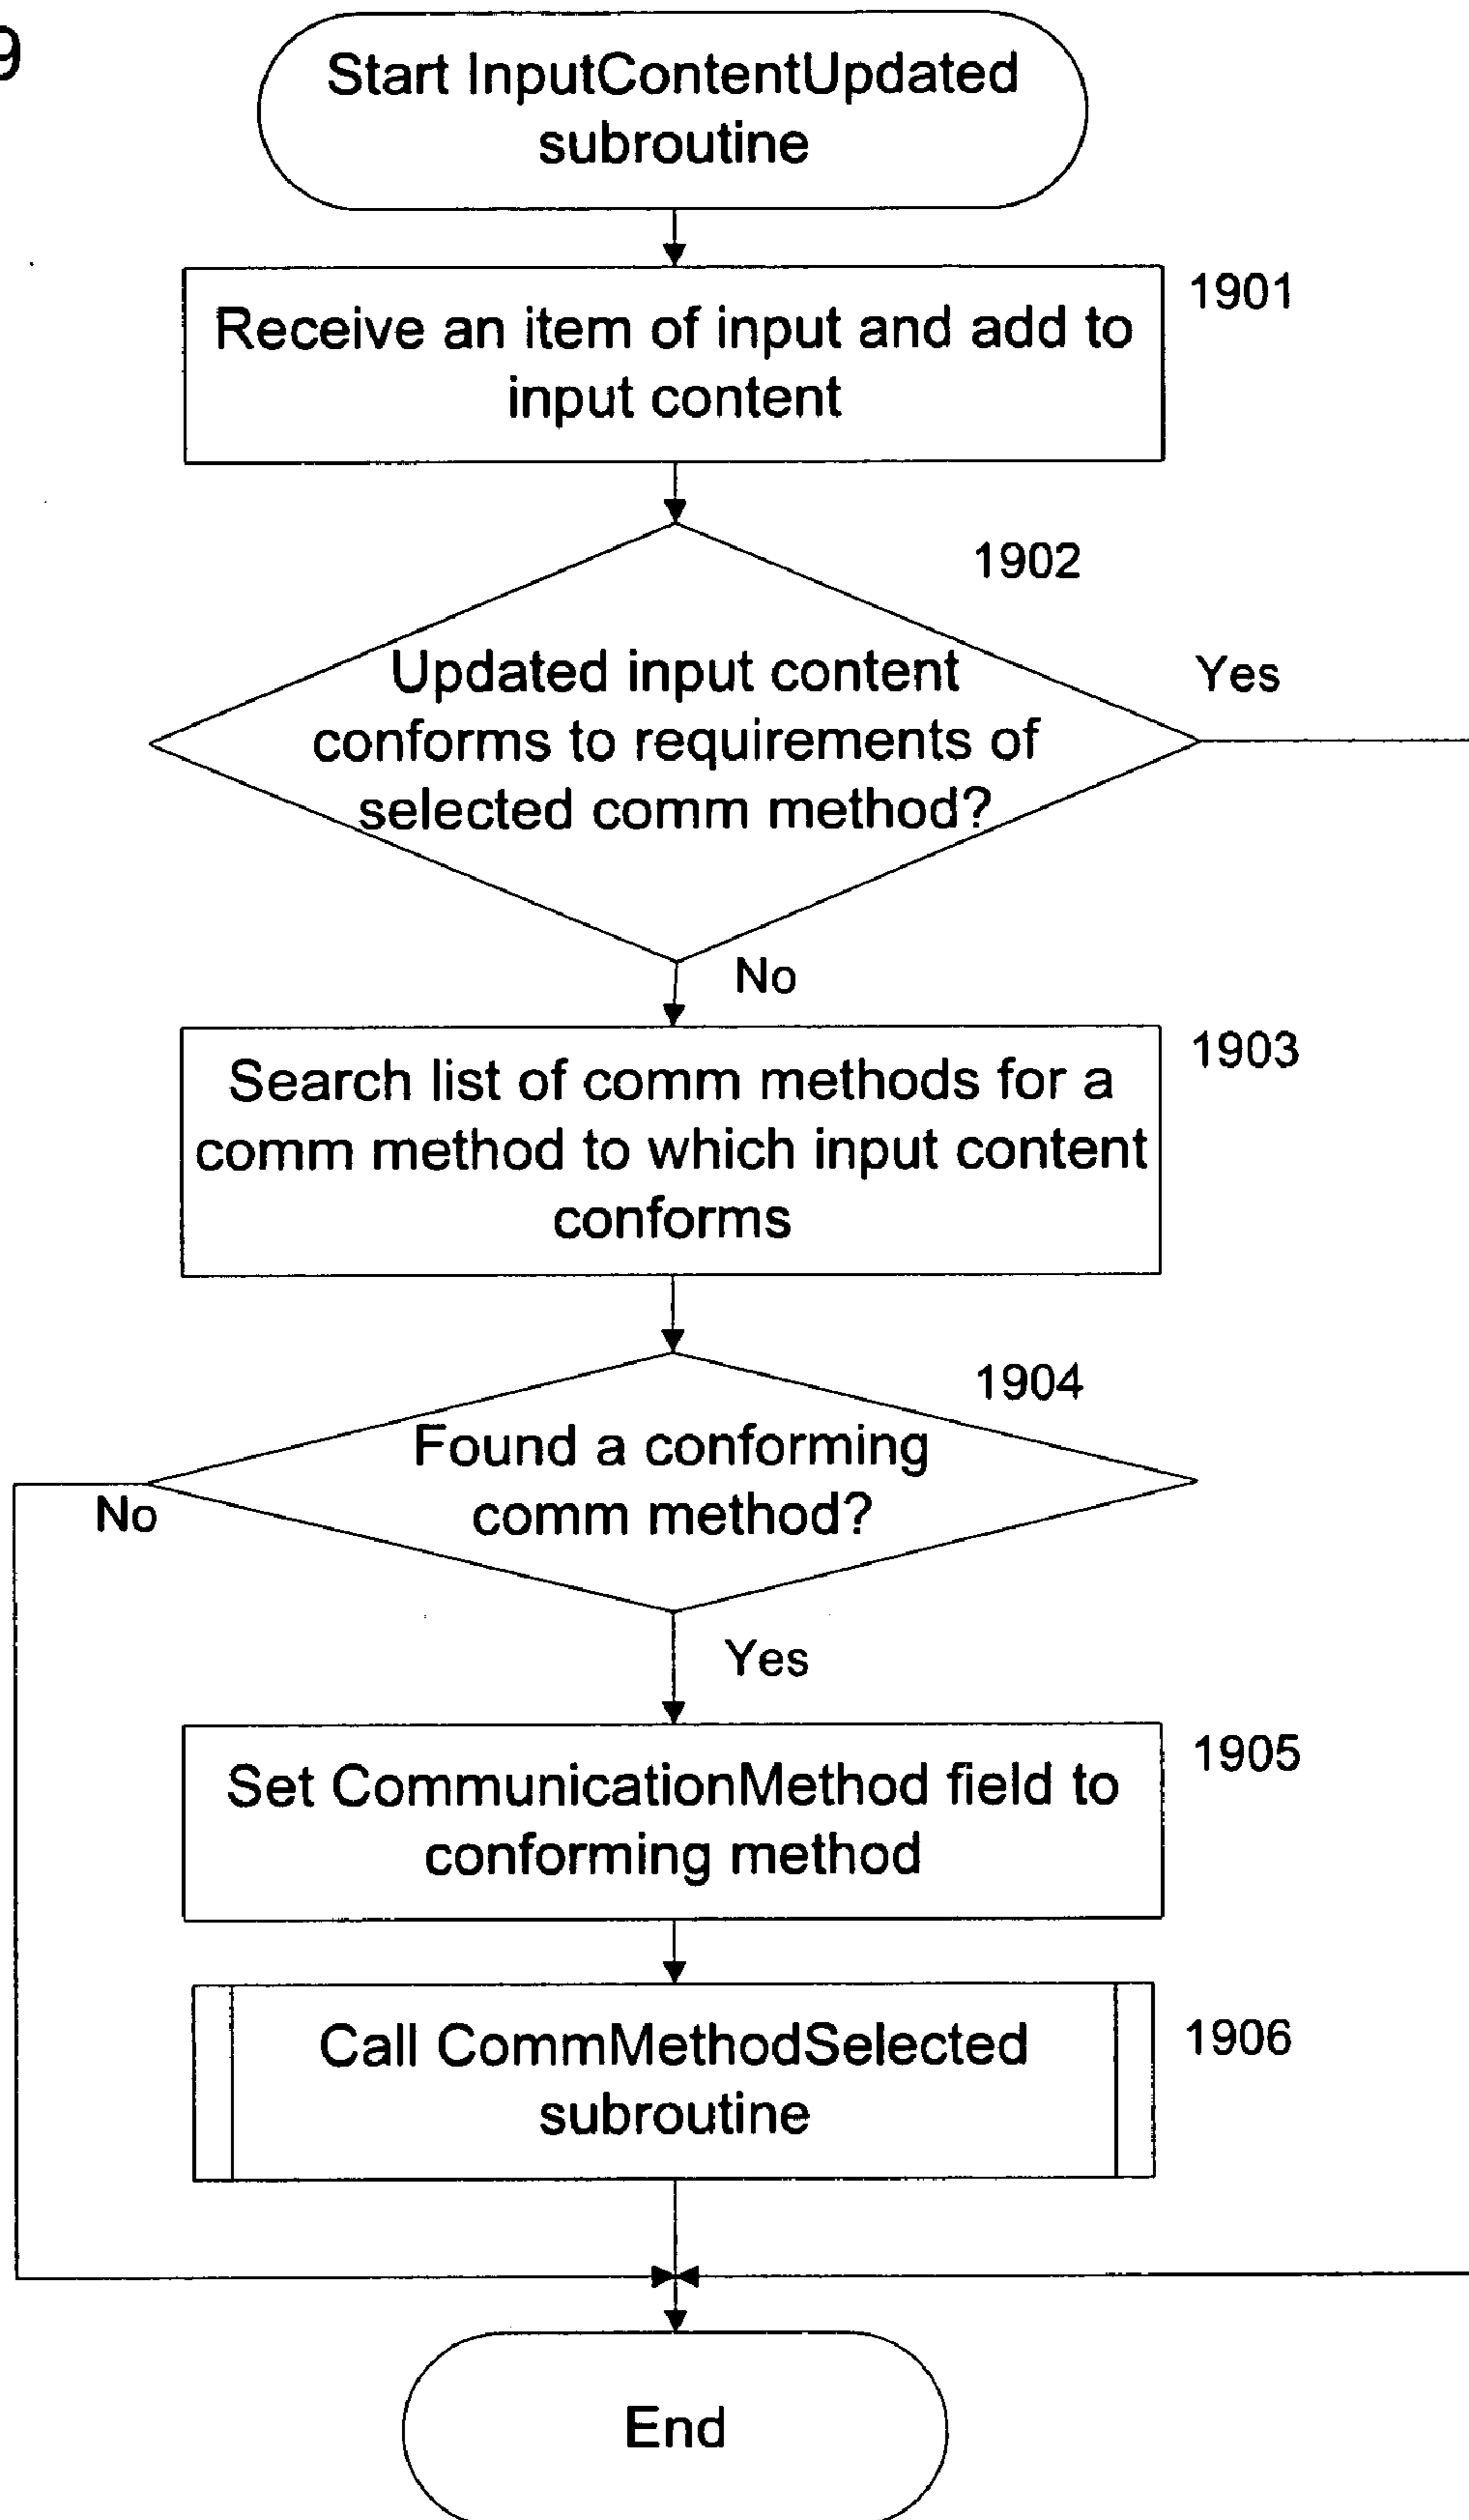 9
Start InputContentUpdated
subroutine
1901
Receive an item of input and add to
input content
1902
Updated input content
conforms to requirements of
selected comm method?
Yes
No
1903
Search list of comm methods for a
comm method to which input content
conforms
1904
Found a conforming
comm method?
No
Yes
1905
Set CommunicationMethod field to
conforming method
1906
Call CommMethodSelected
subroutine
End